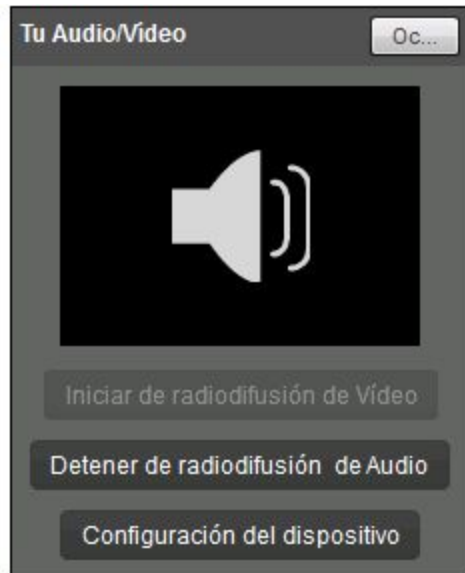 Tu Audio/Vídeo
Oc...
Iniciar de radiodifusión de Vídeo
Detener de radiodifusión  de Audio
Configuración del dispositivo